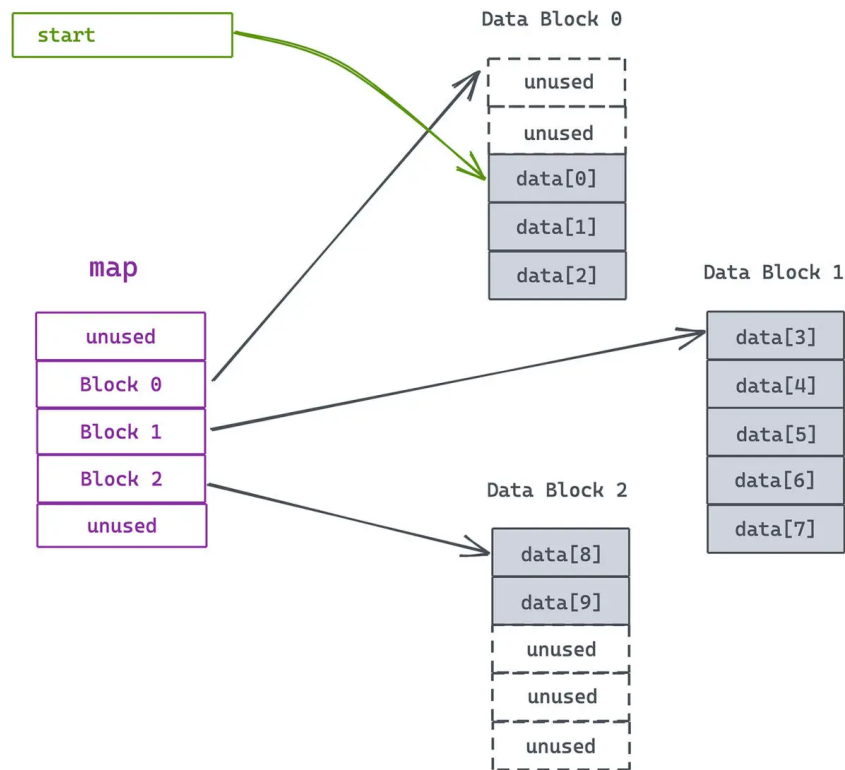 start
Data Block 0
unused
unused
data[0]
data[1]
data[2]
map
unused
Block 0
Block 1
Block 2
unused
Data Block 1
data[3]
data[4]
data[5]
data[6]
data[7]
Data Block 2
data[8]
data[9]
unused
unused
unused